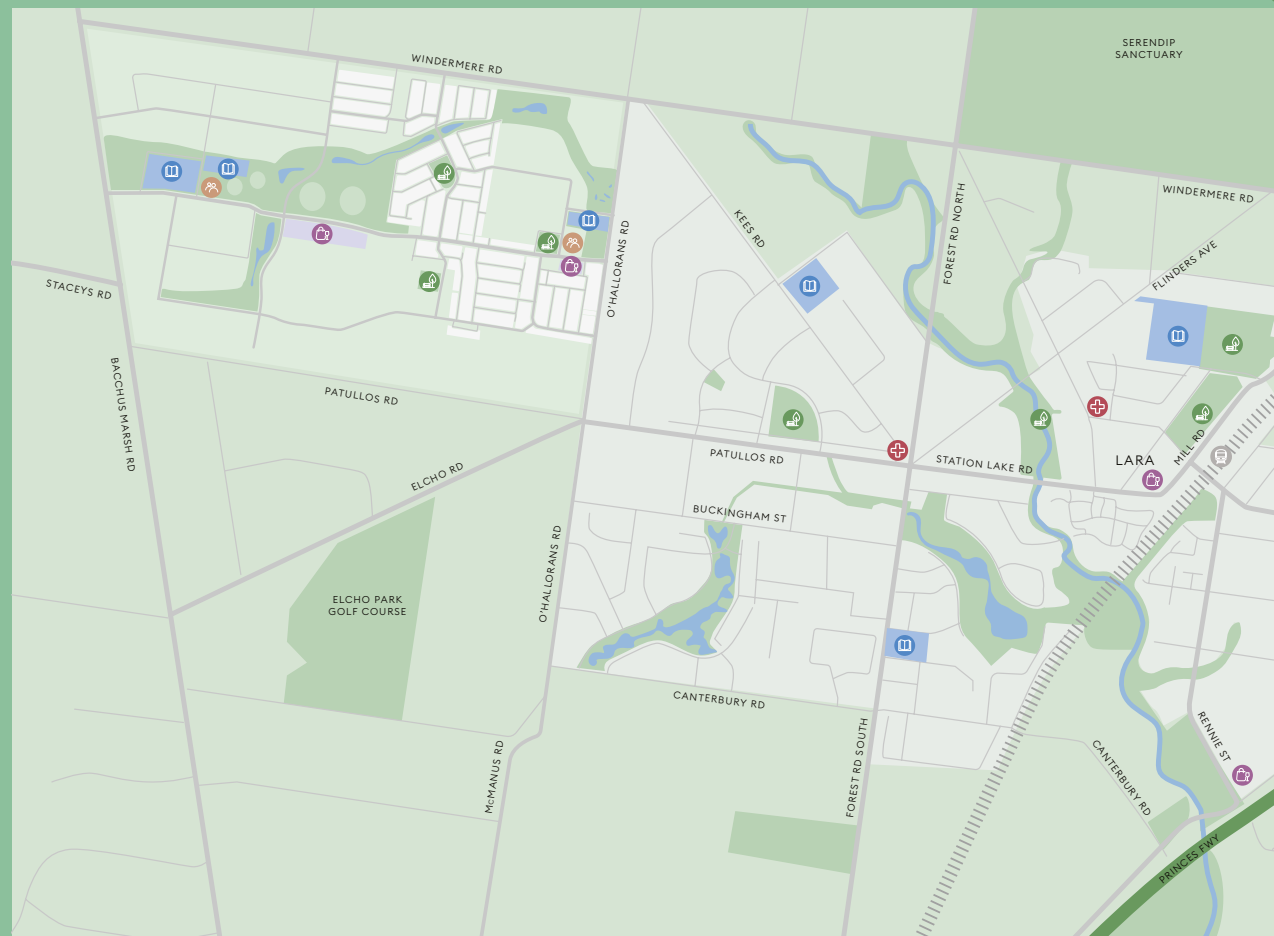 SERENDIP
SANCTUARY
WINDERMERE RD
WINDERMERE RD
KEES RD
FOREST RD NORTH
O'HALLORANS RD
FLINDERS AVE
STACEYS RD
BACCHUS MARSH RD
PATULLOS RD
ELCHO RD
PATULLOS RD
STATION LAKE RD
LARA
MILL RD
BUCKINGHAM ST
O'HALLORANS RD
ELCHO PARK
GOLF COURSE
CANTERBURY RD
McMANUS RD
FOREST RD SOUTH
CANTERBURY RD
RENNIE ST
PRINCES FWY